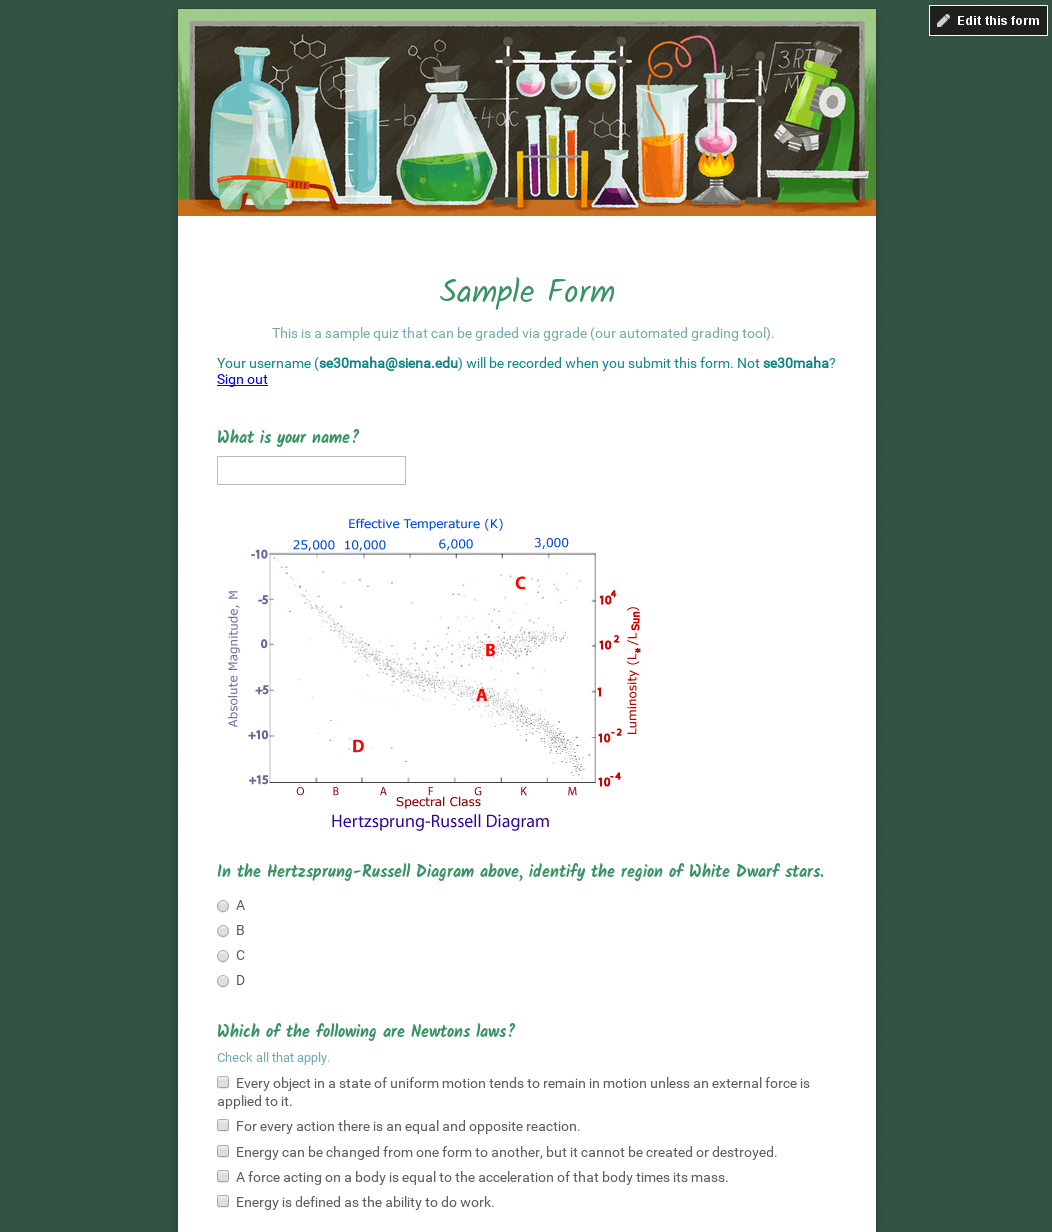 Edit this form
-b
-4ac
u = √3RT
M
Sample Form
This is a sample quiz that can be graded via ggrade (our automated grading tool).
Your username (se30maha@siena.edu) will be recorded when you submit this form. Not se30maha?
Sign out
What is your name?
Effective Temperature (K)
25,000 10,000 6,000 3,000
-10
-5
0
+5
+10
+15
Absolute Magnitude, M
C
B
A
D
10^4
10^2
1
10^-2
10^-4
Luminosity (L*/L Sun)
O B A F G K M
Spectral Class
Hertzsprung-Russell Diagram
In the Hertzsprung-Russell Diagram above, identify the region of White Dwarf stars.
A
B
C
D
Which of the following are Newtons laws?
Check all that apply.
Every object in a state of uniform motion tends to remain in motion unless an external force is
applied to it.
For every action there is an equal and opposite reaction.
Energy can be changed from one form to another, but it cannot be created or destroyed.
A force acting on a body is equal to the acceleration of that body times its mass.
Energy is defined as the ability to do work.